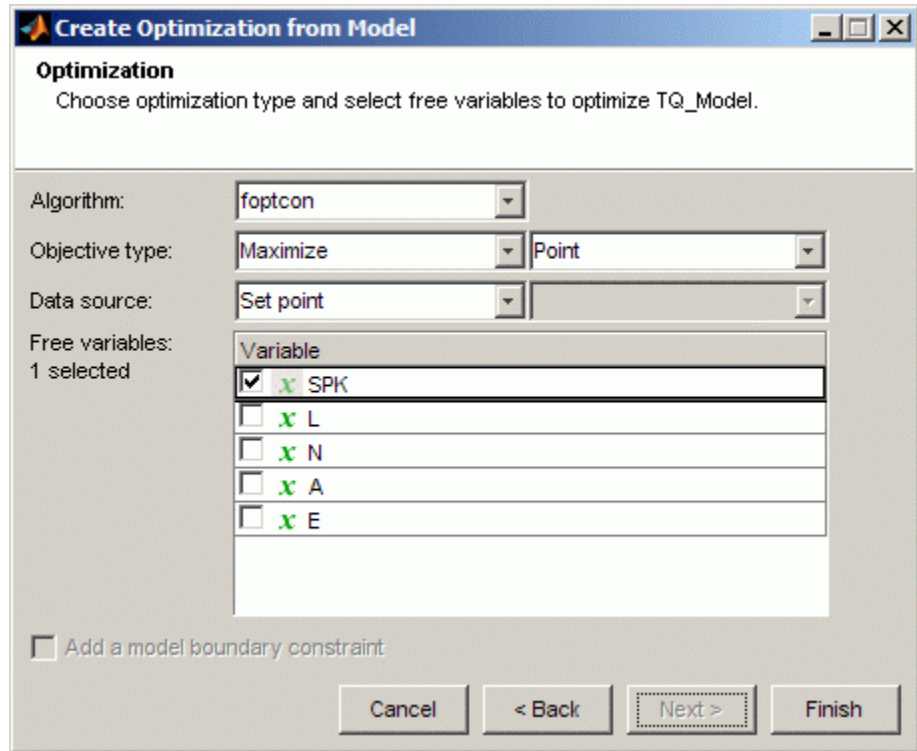 Create Optimization from Model
Optimization
Choose optimization type and select free variables to optimize TQ_Model.
Algorithm: foptcon
Objective type: Maximize Point
Data source: Set point
Free variables:
1 selected
Variable
x SPK
x L
x N
x A
x E
Add a model boundary constraint
Cancel < Back Next > Finish